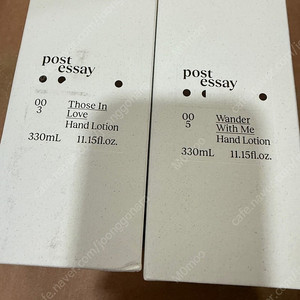 post
essay
00
3
Those In
Love
Hand Lotion
330mL 11.15fl.oz.
post
essay
00
5
Wander
With Me
Hand Lotion
330mL 11.15fl.oz.